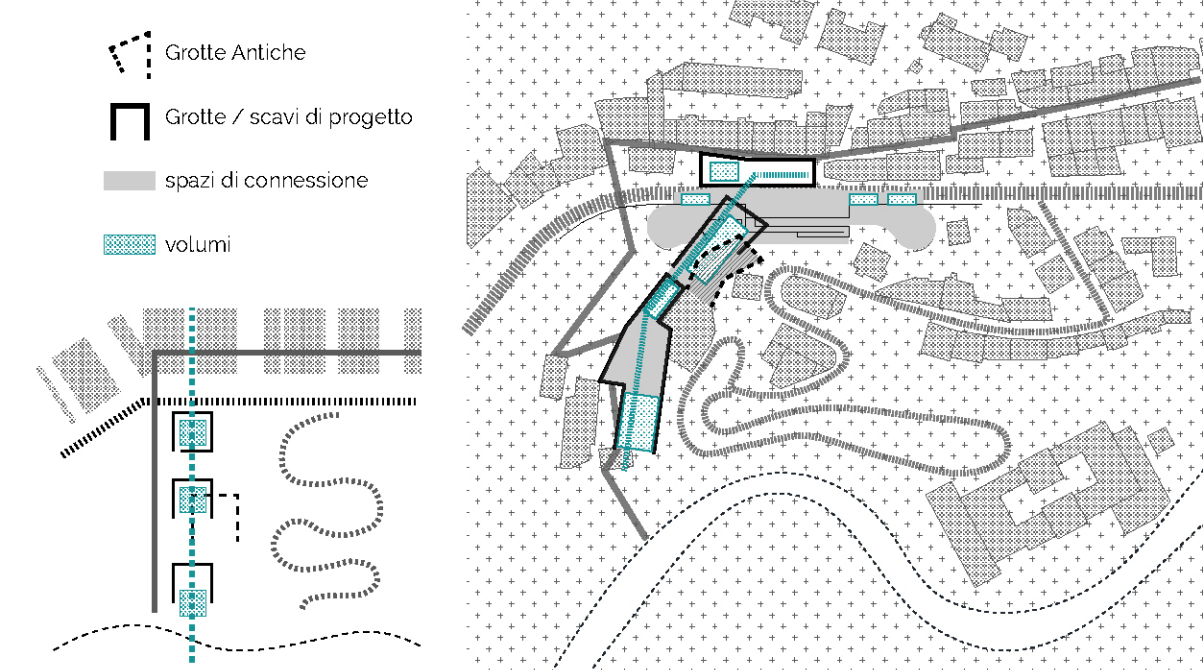 Grotte Antiche
Grotte / scavi di progetto
spazi di connessione
volumi